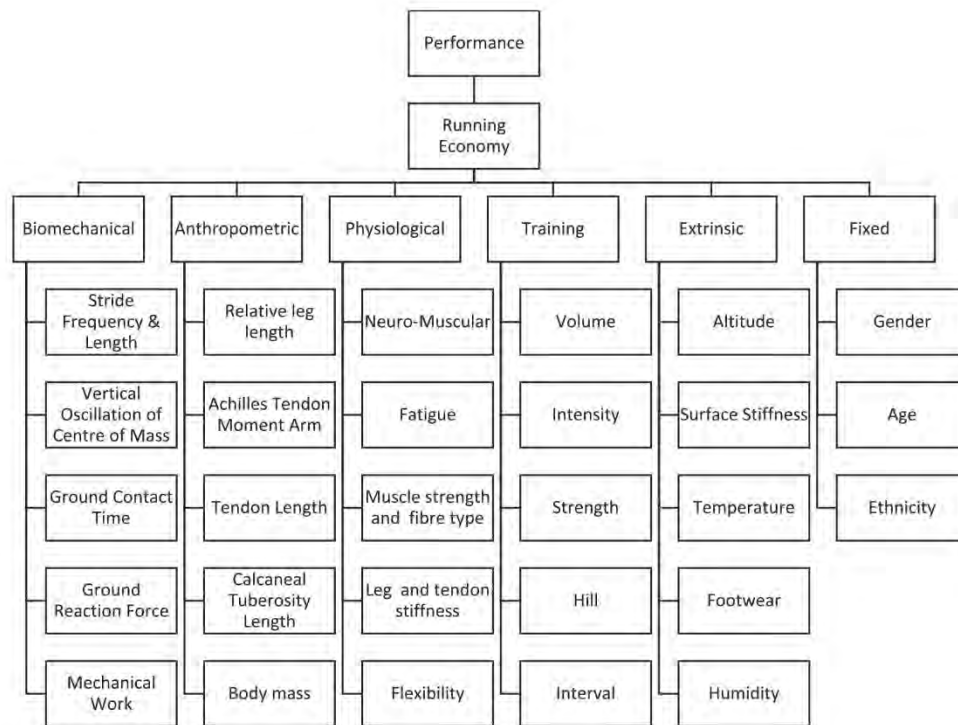 Performance
Running
Economy
Biomechanical
Anthropometric
Physiological
Training
Extrinsic
Fixed
Stride
Frequency &
Length
Relative leg
length
Neuro-Muscular
Volume
Altitude
Gender
Vertical
Oscillation of
Centre of Mass
Achilles Tendon
Moment Arm
Fatigue
Intensity
Surface Stiffness
Age
Ground Contact
Time
Tendon Length
Muscle strength
and fibre type
Strength
Temperature
Ethnicity
Ground
Reaction Force
Calcaneal
Tuberosity
Length
Leg and tendon
stiffness
Hill
Footwear
Mechanical
Work
Body mass
Flexibility
Interval
Humidity